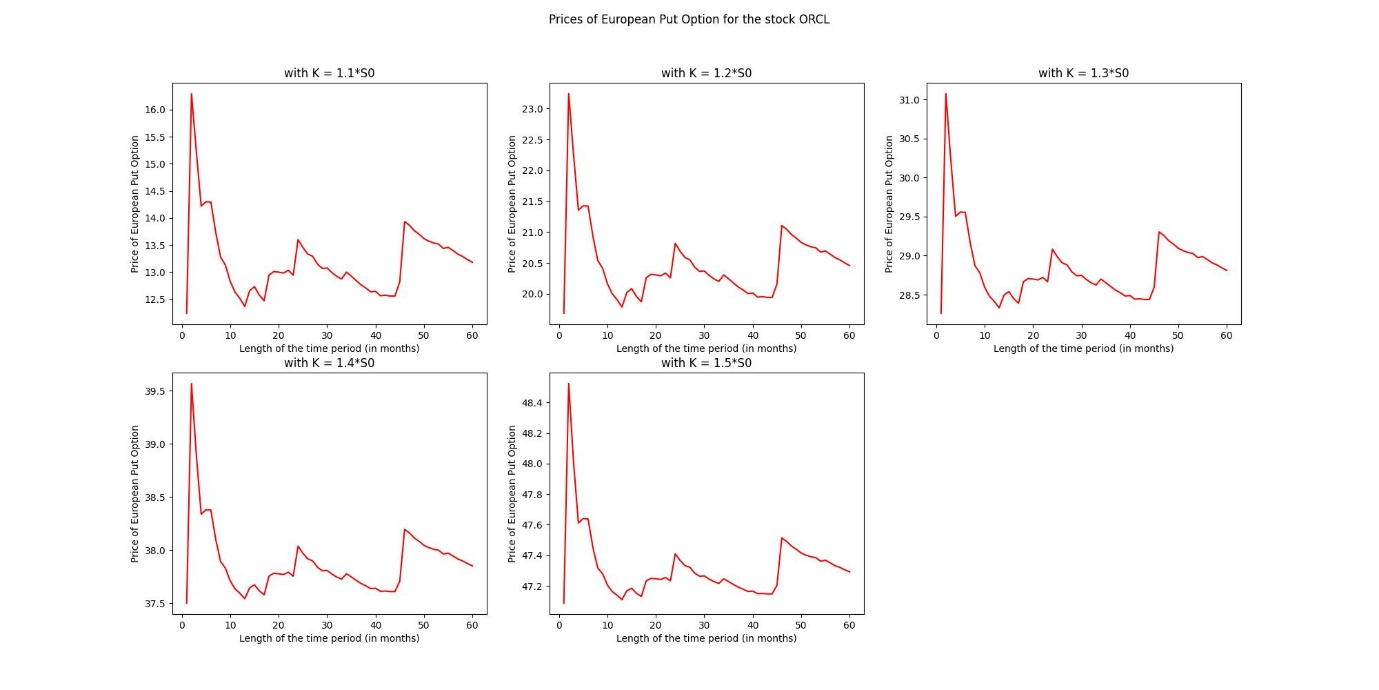 Prices of European Put Option for the stock ORCL
with K = 1.1*S0
Price of European Put Option
16.0
15.5
15.0
14.5
14.0
13.5
13.0
12.5
0 10 20 30 40 50 60
Length of the time period (in months)
with K = 1.2*S0
Price of European Put Option
23.0
22.5
22.0
21.5
21.0
20.5
20.0
0 10 20 30 40 50 60
Length of the time period (in months)
with K = 1.3*S0
Price of European Put Option
31.0
30.5
30.0
29.5
29.0
28.5
0 10 20 30 40 50 60
Length of the time period (in months)
with K = 1.4*S0
Price of European Put Option
39.5
39.0
38.5
38.0
37.5
0 10 20 30 40 50 60
Length of the time period (in months)
with K = 1.5*S0
Price of European Put Option
48.4
48.2
48.0
47.8
47.6
47.4
47.2
0 10 20 30 40 50 60
Length of the time period (in months)